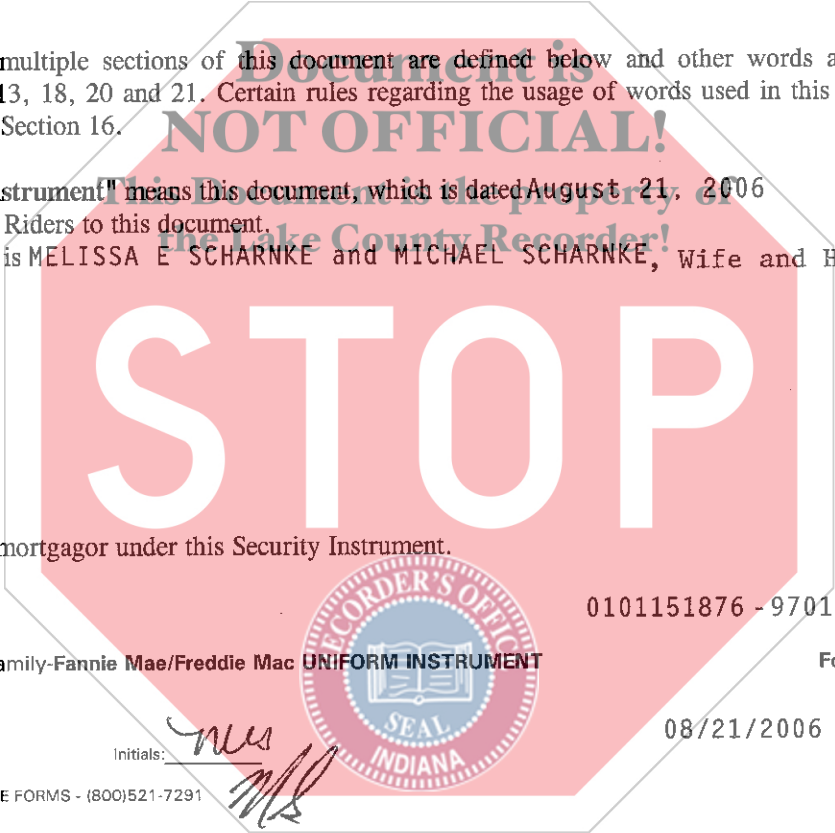 multiple sections of this document are defined below and other words a
13, 18, 20 and 21. Certain rules regarding the usage of words used in this
Section 16.
Document is
NOT OFFICIAL!
This Document is the property of
the Lake County Recorder!
strument" means this document, which is dated August 21, 2006
Riders to this document.
is MELISSA E SCHARNKE and MICHAEL SCHARNKE, Wife and H
STOP
mortgagor under this Security Instrument.
RECORDER'S OFFICE
SEAL
INDIANA
0101151876 - 9701
amily-Fannie Mae/Freddie Mac UNIFORM INSTRUMENT
Fo
08/21/2006
Initials: mes
MS
E FORMS - (800)521-7291